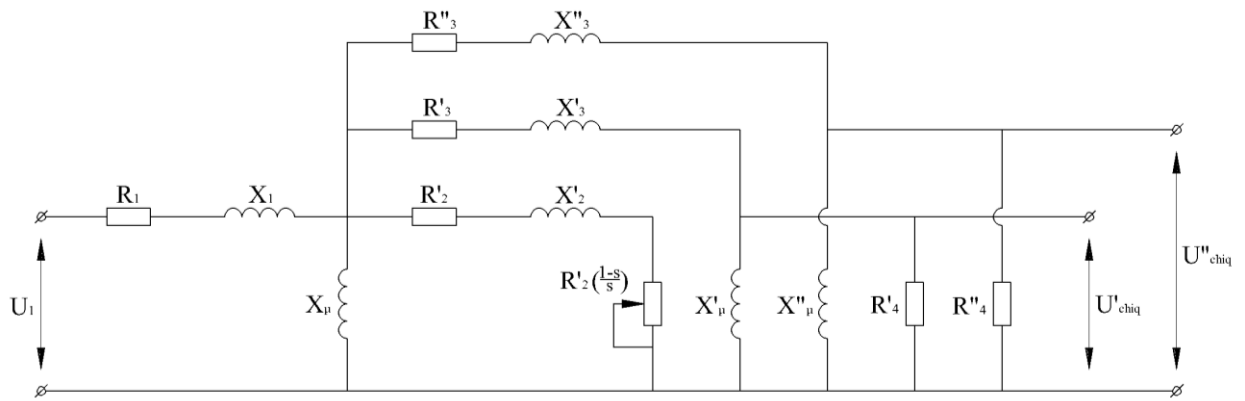 R"₃ X"₃
R'₃ X'₃
R₁ X₁ R'₂ X'₂
U₁ Xμ R'₂(1-s/s) X'μ X"μ R'₄ R"₄ U'chiq U"chiq